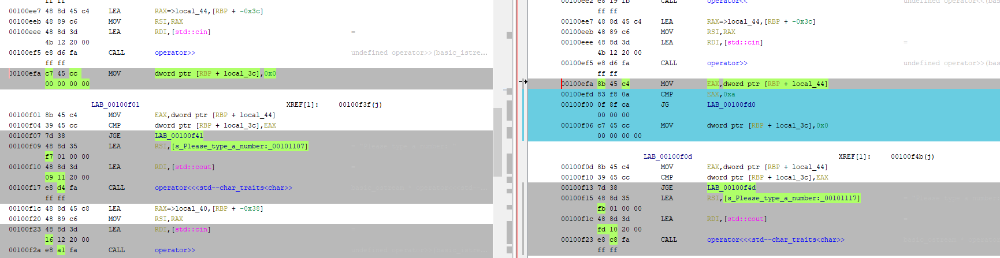 ff ff
00100ee7 48 8d 45 c4 LEA RAX=>local_44,[RBP + -0x3c]
00100eeb 48 89 c6 MOV RSI,RAX
00100eee 48 8d 3d LEA RDI,[std::cin] =
4b 12 20 00
00100ef5 e8 d6 fa CALL operator>> undefined operator>>(basic_istre...
ff ff
00100efa c7 45 cc MOV dword ptr [RBP + local_3c],0x0
00 00 00 00
LAB_00100f01 XREF[1]: 00100f3f(j)
00100f01 8b 45 c4 MOV EAX,dword ptr [RBP + local_44]
00100f04 39 45 cc CMP dword ptr [RBP + local_3c],EAX
00100f07 7d 38 JGE LAB_00100f41
00100f09 48 8d 35 LEA RSI,[s_Please_type_a_number:_00101107] = "Please type a number:"
f7 01 00 00
00100f10 48 8d 3d LEA RDI,[std::cout] =
09 11 20 00
00100f17 e8 d4 fa CALL operator<<<std--char_traits<char>>
ff ff
00100f1c 48 8d 45 c8 LEA RAX=>local_40,[RBP + -0x38]
00100f20 48 89 c6 MOV RSI,RAX
00100f23 48 8d 3d LEA RDI,[std::cin] =
16 12 20 00
00100f2a e8 a1 fa CALL operator>> undefined operator>>(basic_istre...
00100ee2 e8 19 fb CALL operator<< undefined operator<<(bas
ff ff
00100ee7 48 8d 45 c4 LEA RAX=>local_44,[RBP + -0x3c]
00100eeb 48 89 c6 MOV RSI,RAX
00100eee 48 8d 3d LEA RDI,[std::cin] =
4b 12 20 00
00100ef5 e8 d6 fa CALL operator>> undefined operator>>(bas
ff ff
00100efa 8b 45 c4 MOV EAX,dword ptr [RBP + local_44]
00100efd 83 f8 0a CMP EAX,0xa
00100f00 0f 8f ca JG LAB_00100fd0
00 00 00
00100f06 c7 45 cc MOV dword ptr [RBP + local_3c],0x0
00 00 00 00
LAB_00100f0d XREF[1]: 00100f4b(j)
00100f0d 8b 45 c4 MOV EAX,dword ptr [RBP + local_44]
00100f10 39 45 cc CMP dword ptr [RBP + local_3c],EAX
00100f13 7d 38 JGE LAB_00100f4d
00100f15 48 8d 35 LEA RSI,[s_Please_type_a_number:_00101117]
fb 01 00 00
00100f1c 48 8d 3d LEA RDI,[std::cout] =
fd 10 20 00
00100f23 e8 c8 fa CALL operator<<<std--char_traits<char>>
ff ff